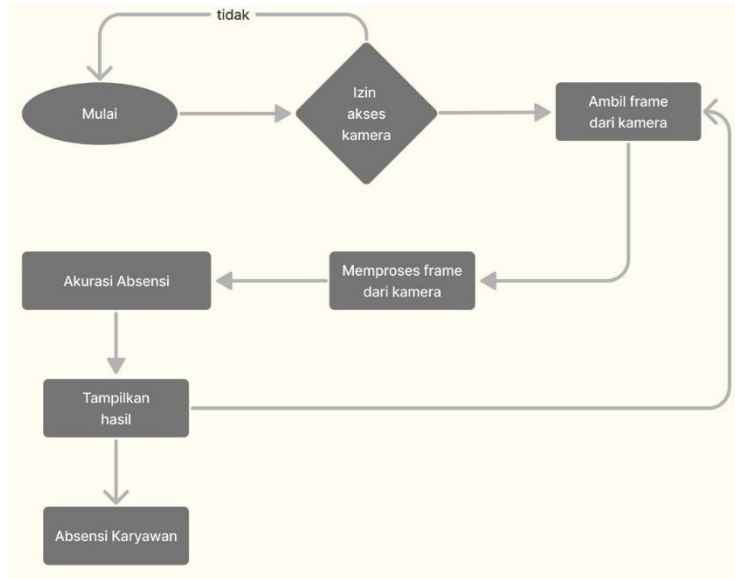 tidak
Mulai
Izin
akses
kamera
Ambil frame
dari kamera
Akurasi Absensi
Memproses frame
dari kamera
Tampilkan
hasil
Absensi Karyawan